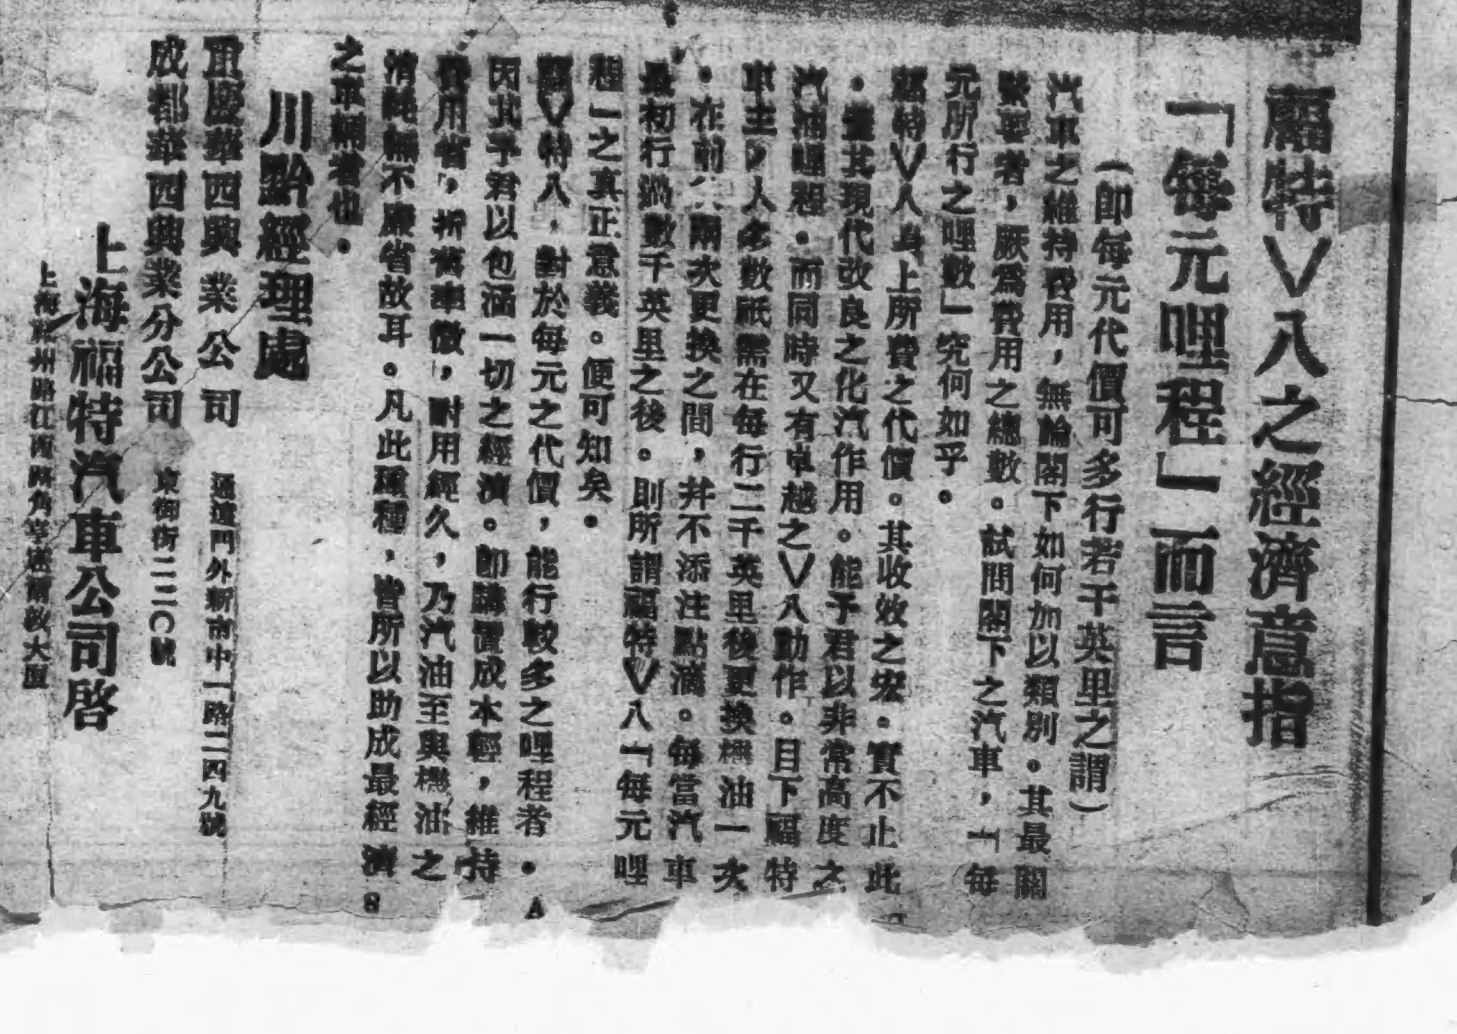 福特V八之經濟意指
「每元哩程」而言
(即每元代價可多行若干英里之謂)
汽車之維持費用，無論閣下如何加以類別。其最關
緊要者，厥為費用之總數。試問閣下之汽車，「每
元所行之哩數」究何如乎。
福特V八身上所費之代價。其收效之宏。實不止此
。其現代改良之化汽作用。能予君以非常高度之
汽油哩想。而同時又有卓越之V八動作。目下福特
車主，大多數祇需在每行二千英里後更換機油一次
。在前後兩次更換之間，并不添注點滴。每當汽車
最初行過數千英里之後。則所謂福特V八「每元哩
程」之真正意義。便可知矣。
福特V八，對於每元之代價，能行較多之哩程者。
因其予君以包涵一切之經濟。即購置成本輕，維持
費用省，折舊率微，耐用經久，乃汽油至與機油之
消耗無不廉省故耳。凡此種種，皆所以助成最經濟
之車輛者也。
川黔經理處
重慶華西興業公司 通遠門外新市中一路二四九號
成都華西興業分公司 東御街二二〇號
上海福特汽車公司啓
上海 州路江西路角 大廈